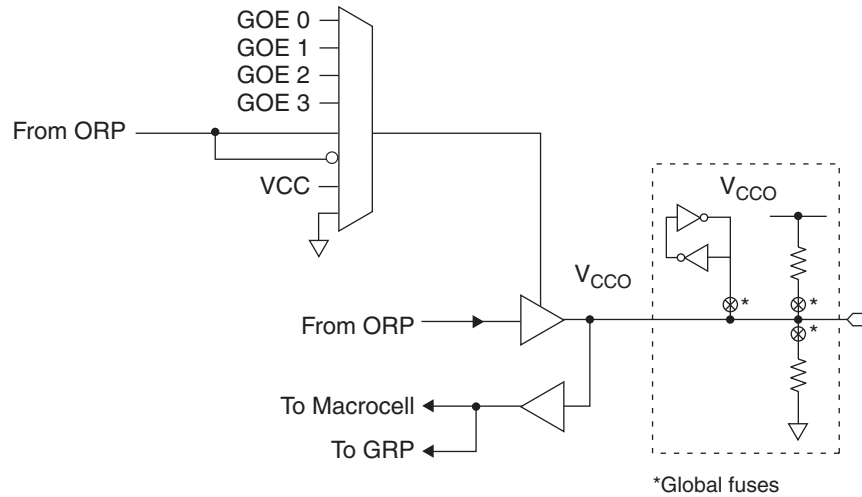 GOE 0
GOE 1
GOE 2
GOE 3
From ORP
VCC
VCCO
VCCO
*
*
*
From ORP
To Macrocell
To GRP
*Global fuses